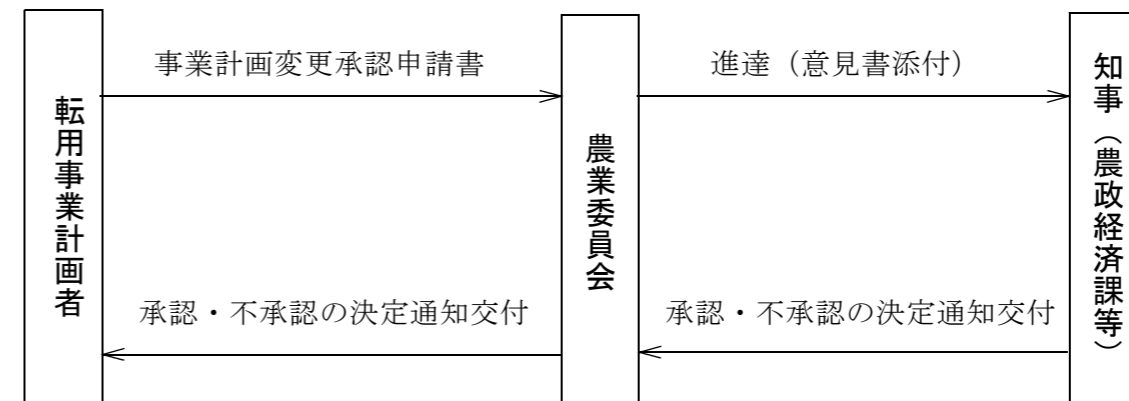 転用事業計画者
事業計画変更承認申請書
承認・不承認の決定通知交付
農業委員会
進達（意見書添付）
承認・不承認の決定通知交付
知事（農政経済課等）